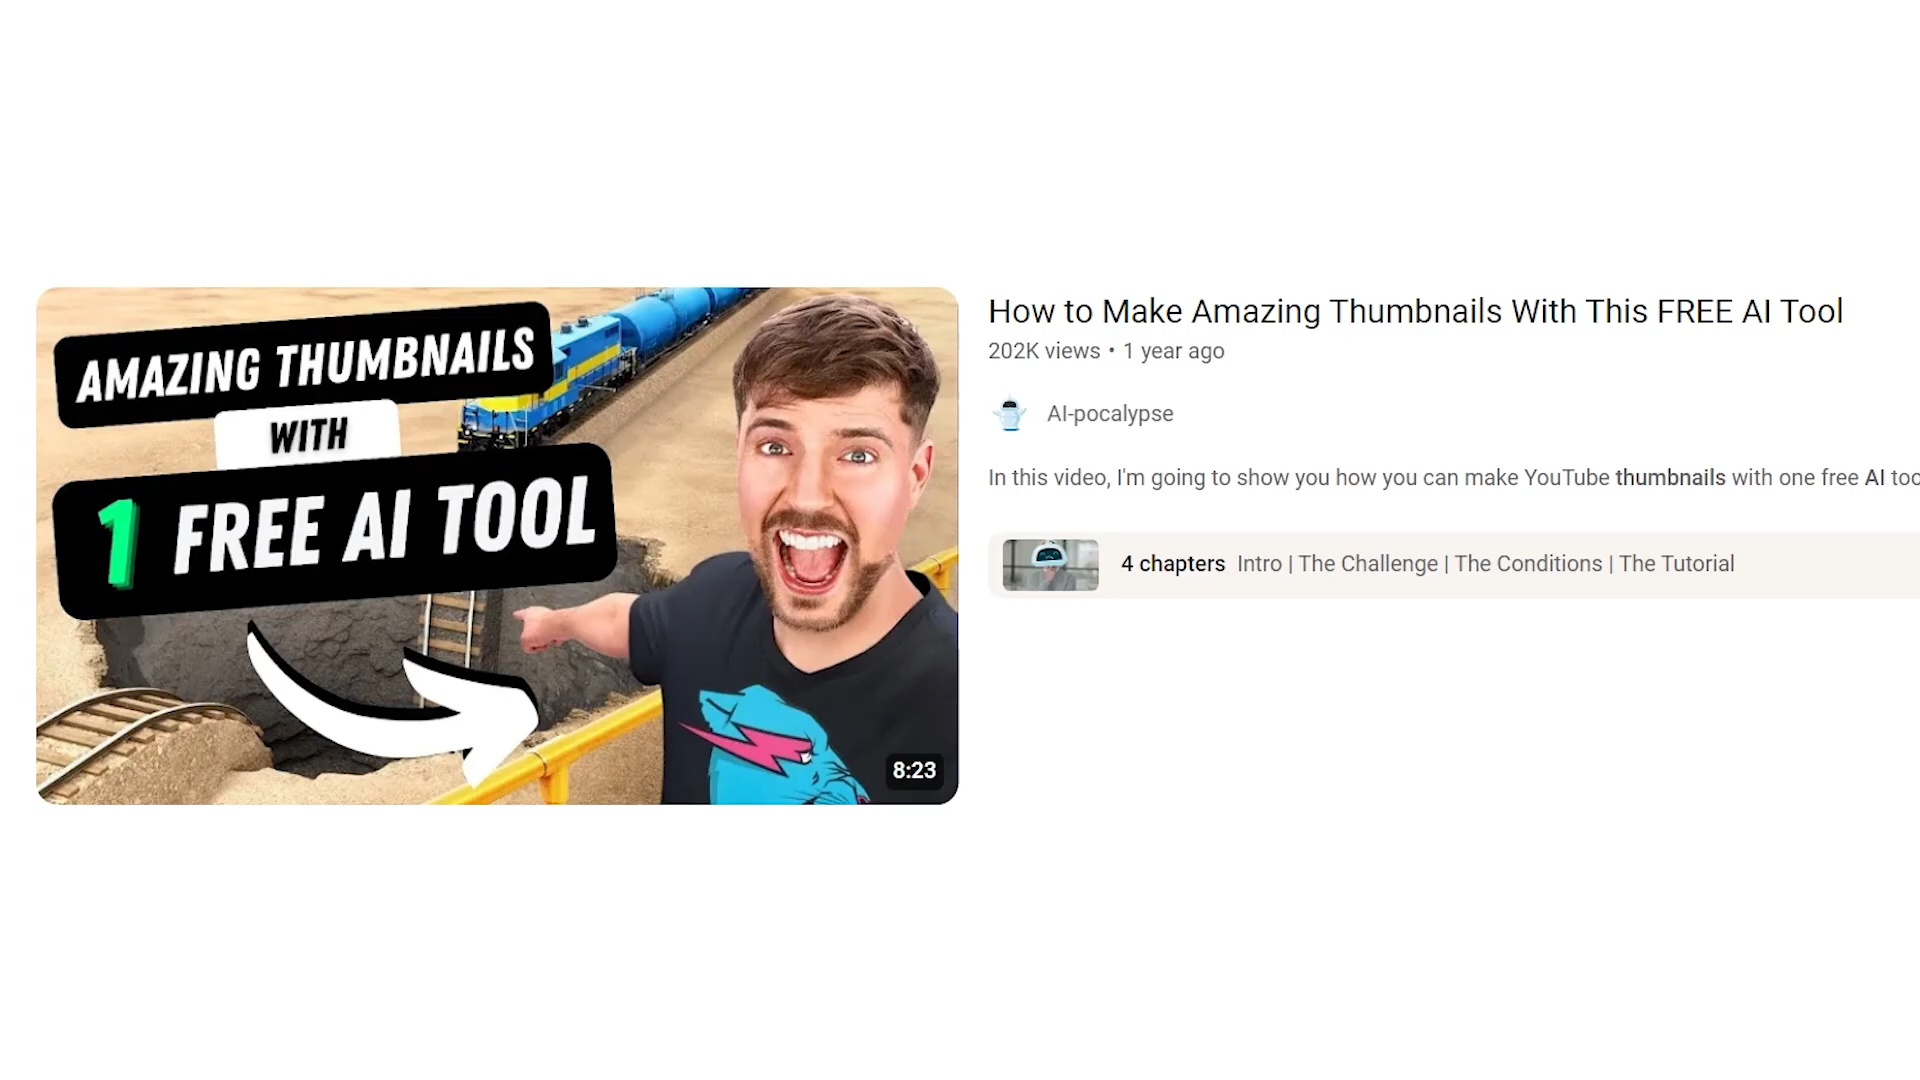 AMAZING THUMBNAILS
WITH
1 FREE AI TOOL
8:23
How to Make Amazing Thumbnails With This FREE AI Tool
202K views • 1 year ago
AI-pocalypse
In this video, I'm going to show you how you can make YouTube thumbnails with one free AI too
4 chapters Intro | The Challenge | The Conditions | The Tutorial